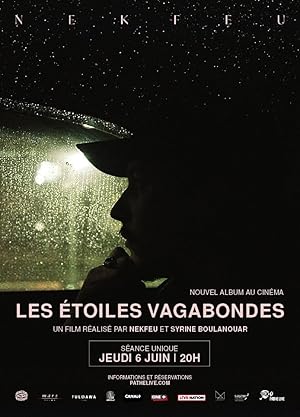 NEKFEU
NOUVEL ALBUM AU CINÉMA
LES ÉTOILES VAGABONDES
UN FILM RÉALISÉ PAR NEKFEU ET SYRINE BOULANOUAR
SÉANCE UNIQUE
JEUDI 6 JUIN | 20H
INFORMATIONS ET RÉSERVATIONS
PATHELIVE.COM
CANAL+